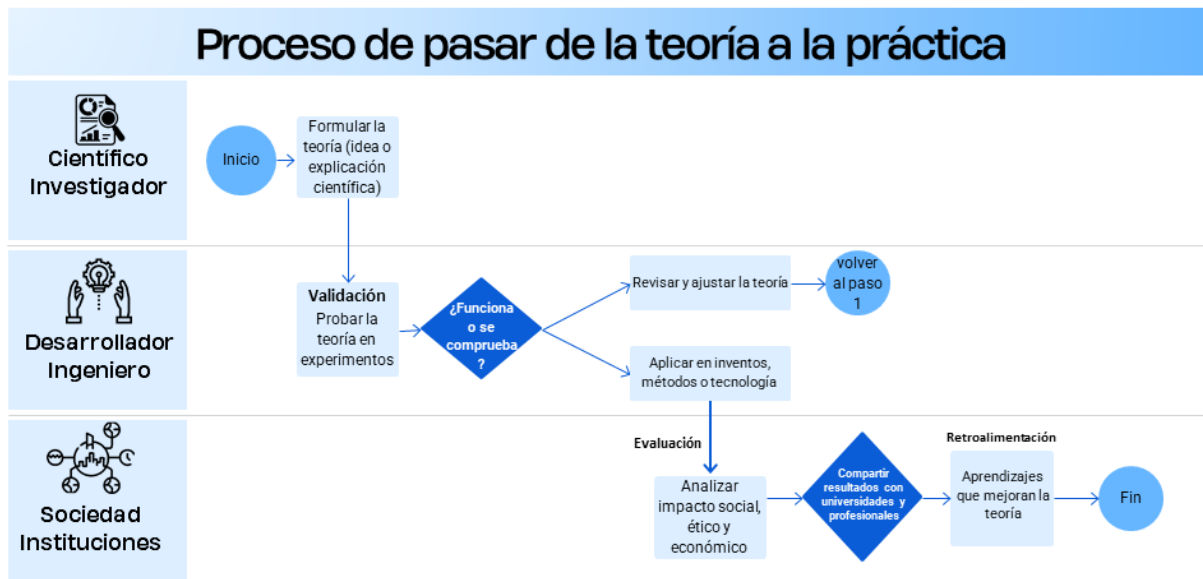 Proceso de pasar de la teoría a la práctica
Científico
Investigador
Inicio
Formular la
teoría (idea o
explicación
científica)
Desarrollador
Ingeniero
Validación
Probar la
teoría en
experimentos
¿Funciona
o se
comprueba
?
Revisar y ajustar la teoría
volver
al paso
1
Aplicar en inventos,
métodos o tecnología
Sociedad
Instituciones
Evaluación
Analizar
impacto social,
ético y
económico
Compartir
resultados con
universidades y
profesionales
Retroalimentación
Aprendizajes
que mejoran la
teoría
Fin